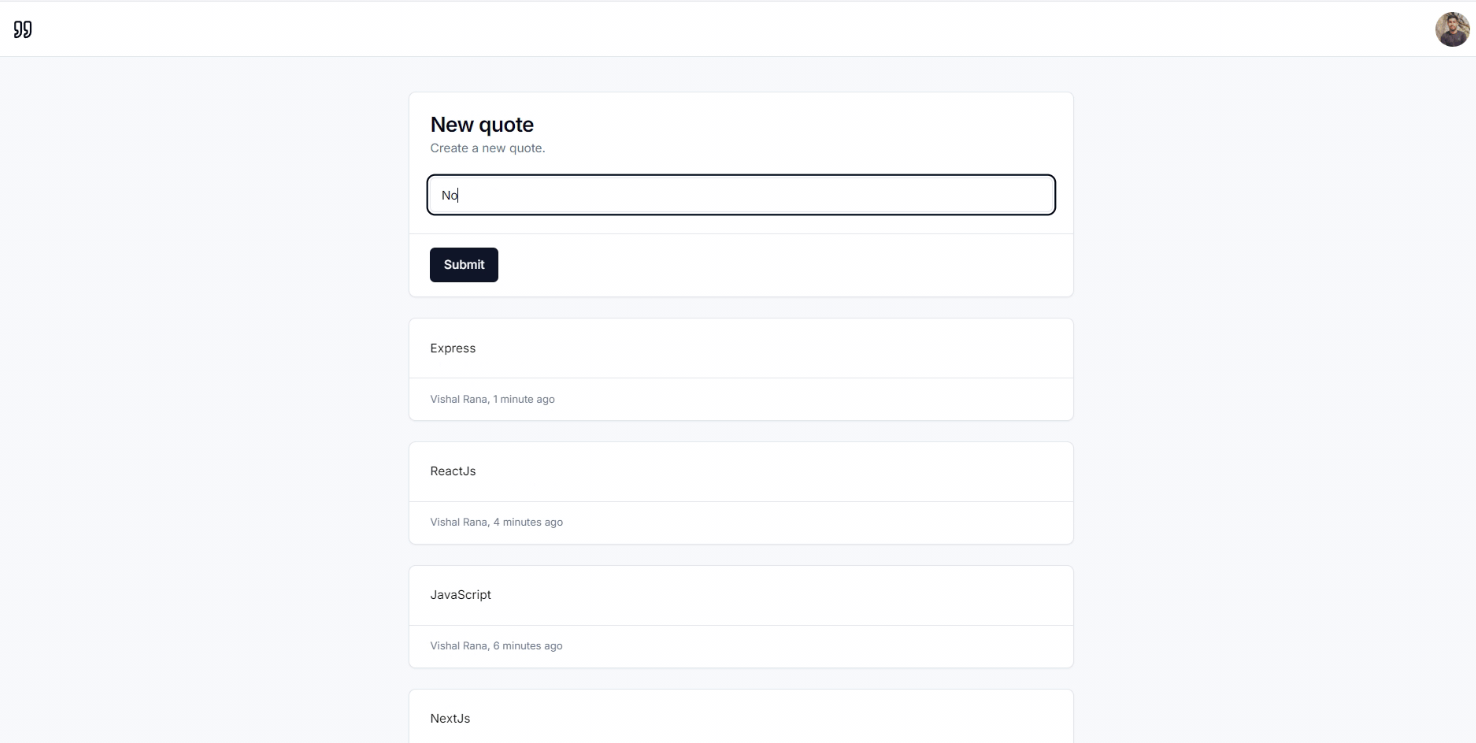 New quote
Create a new quote.
No
Submit
Express
Vishal Rana, 1 minute ago
ReactJs
Vishal Rana, 4 minutes ago
JavaScript
Vishal Rana, 6 minutes ago
NextJs